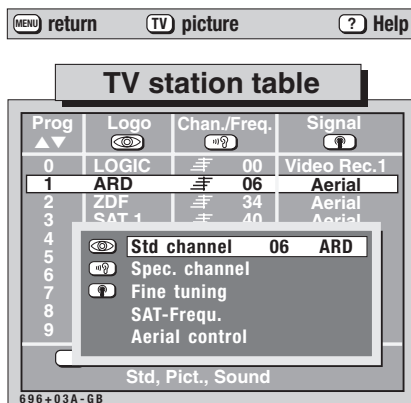 MENU return TV picture ? Help
TV station table
Prog Logo Chan./Freq. Signal
0 LOGIC 00 Video Rec.1
1 ARD 06 Aerial
2 ZDF 34 Aerial
3 SAT 1 40 Aerial
4
5
6
7
8
9
Std channel 06 ARD
Spec. channel
Fine tuning
SAT-Frequ.
Aerial control
Std, Pict., Sound
696+03A-GB